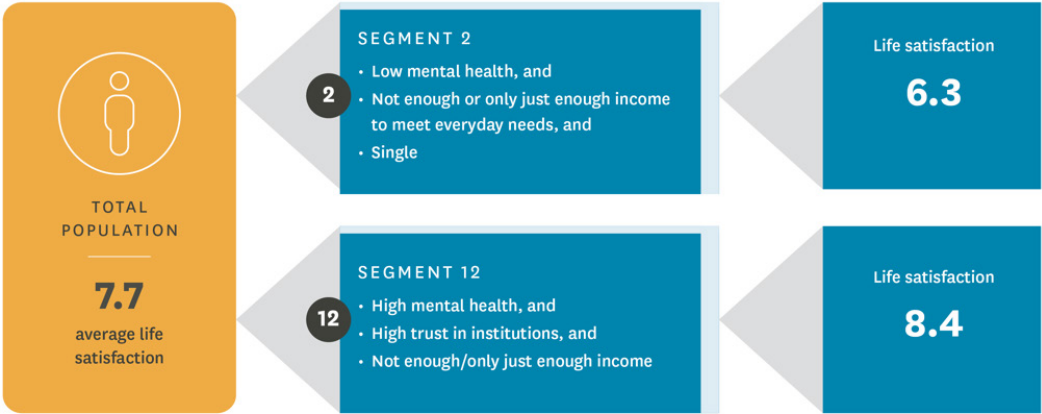 TOTAL
POPULATION
7.7
average life
satisfaction
2
SEGMENT 2
• Low mental health, and
• Not enough or only just enough income
to meet everyday needs, and
• Single
Life satisfaction
6.3
12
SEGMENT 12
• High mental health, and
• High trust in institutions, and
• Not enough/only just enough income
Life satisfaction
8.4